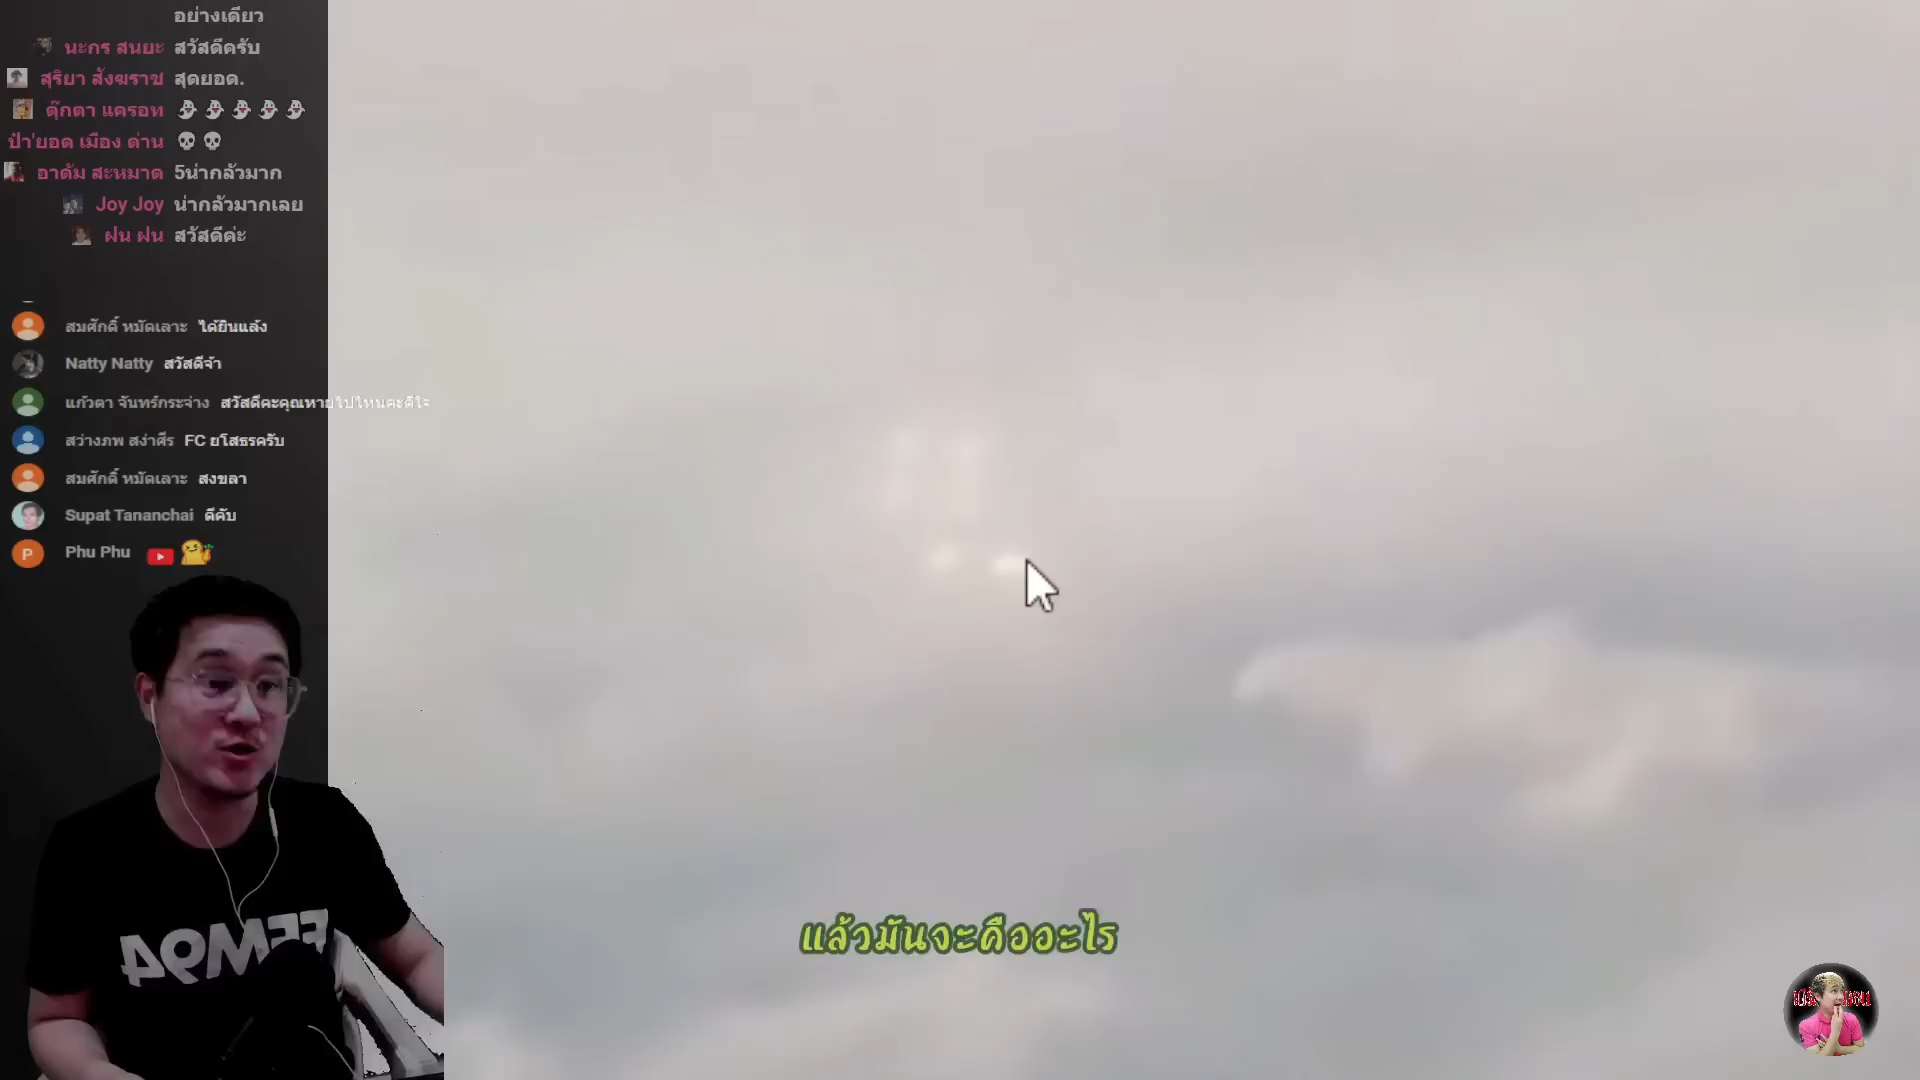 อย่างเดียว
นะกร สนยะ สวัสดีครับ
สุริยา สังฆราช สุดยอด.
ตุ๊กตา แครอท 👻👻👻👻👻
ป๋า'ยอด เมือง ด่าน 💀💀
อาดัม สะหมาด 5น่ากลัวมาก
Joy Joy น่ากลัวมากเลย
ฝน ฝน สวัสดีค่ะ
สมศักดิ์ หมัดเลาะ ได้ยินแล้ง
Natty Natty สวัสดีจ้า
แก้วตา จันทร์กระจ่าง สวัสดีคะคุณหายไปไหนคะดีใจ
สว่างภพ สง่าศีร FC ยโสธรครับ
สมศักดิ์ หมัดเลาะ สงขลา
Supat Tananchai ดีคับ
P Phu Phu
FEM94
แล้วมันจะคืออะไร